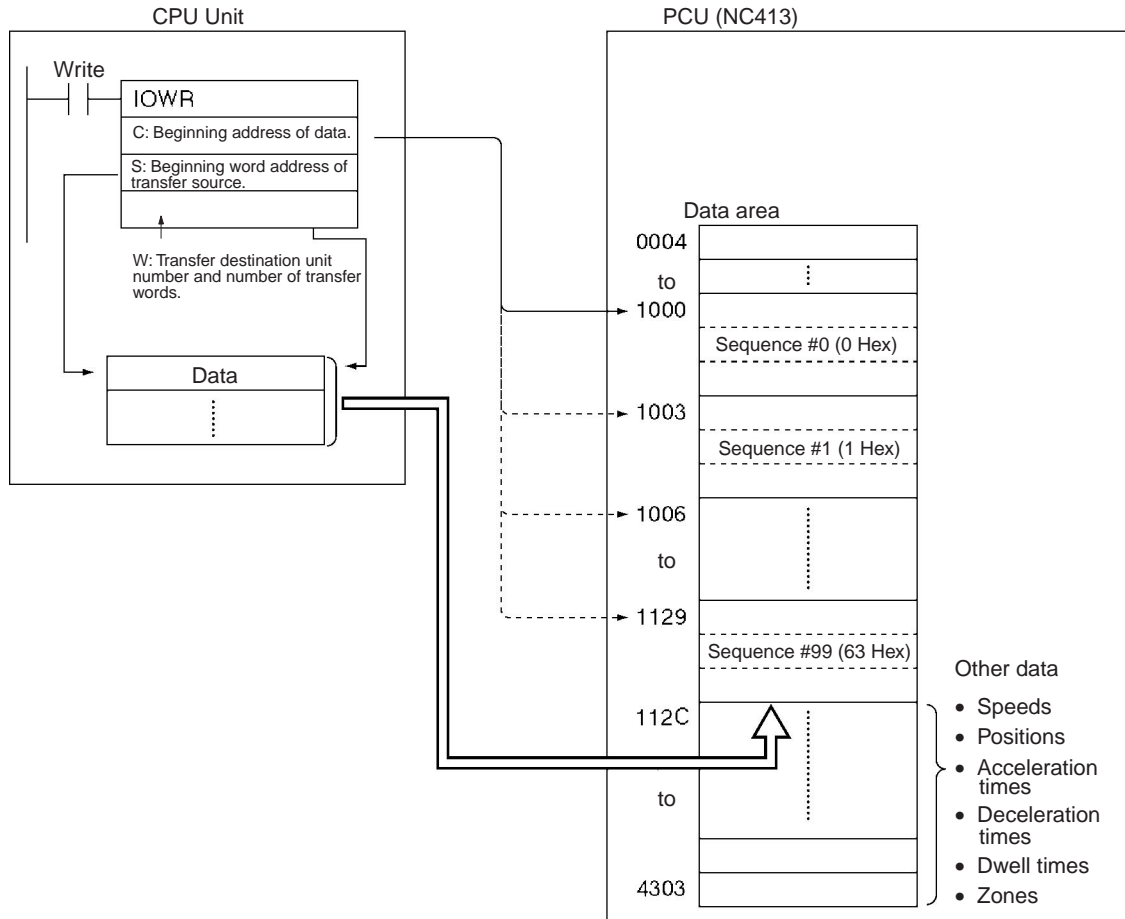 CPU Unit
PCU (NC413)
Write
IOWR
C: Beginning address of data.
S: Beginning word address of
transfer source.
W: Transfer destination unit
number and number of transfer
words.
Data
Data area
0004
to
1000
Sequence #0 (0 Hex)
1003
Sequence #1 (1 Hex)
1006
to
1129
Sequence #99 (63 Hex)
112C
to
4303
Other data
• Speeds
• Positions
• Acceleration
times
• Deceleration
times
• Dwell times
• Zones